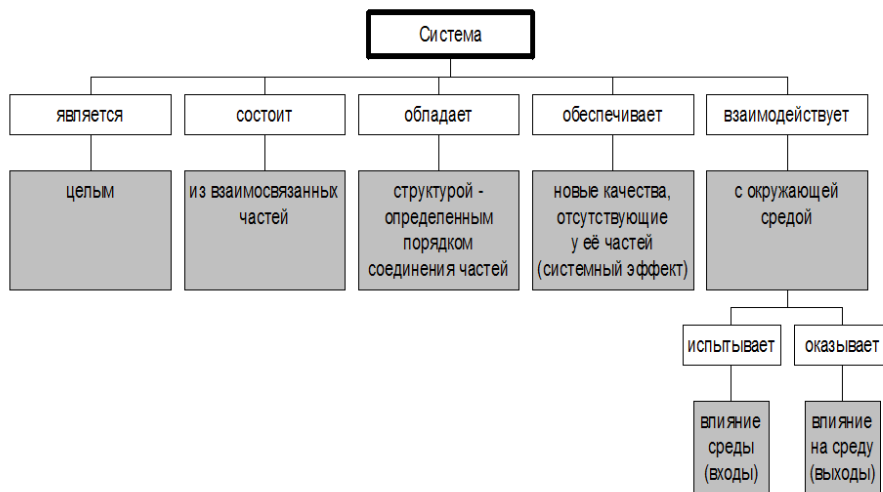 Система
является
состоит
обладает
обеспечивает
взаимодействует
целым
из взаимосвязанных
частей
структурой -
определенным
порядком
соединения частей
новые качества,
отсутствующие
у её частей
(системный эффект)
с окружающей
средой
испытывает
оказывает
влияние
среды
(входы)
влияние
на среду
(выходы)